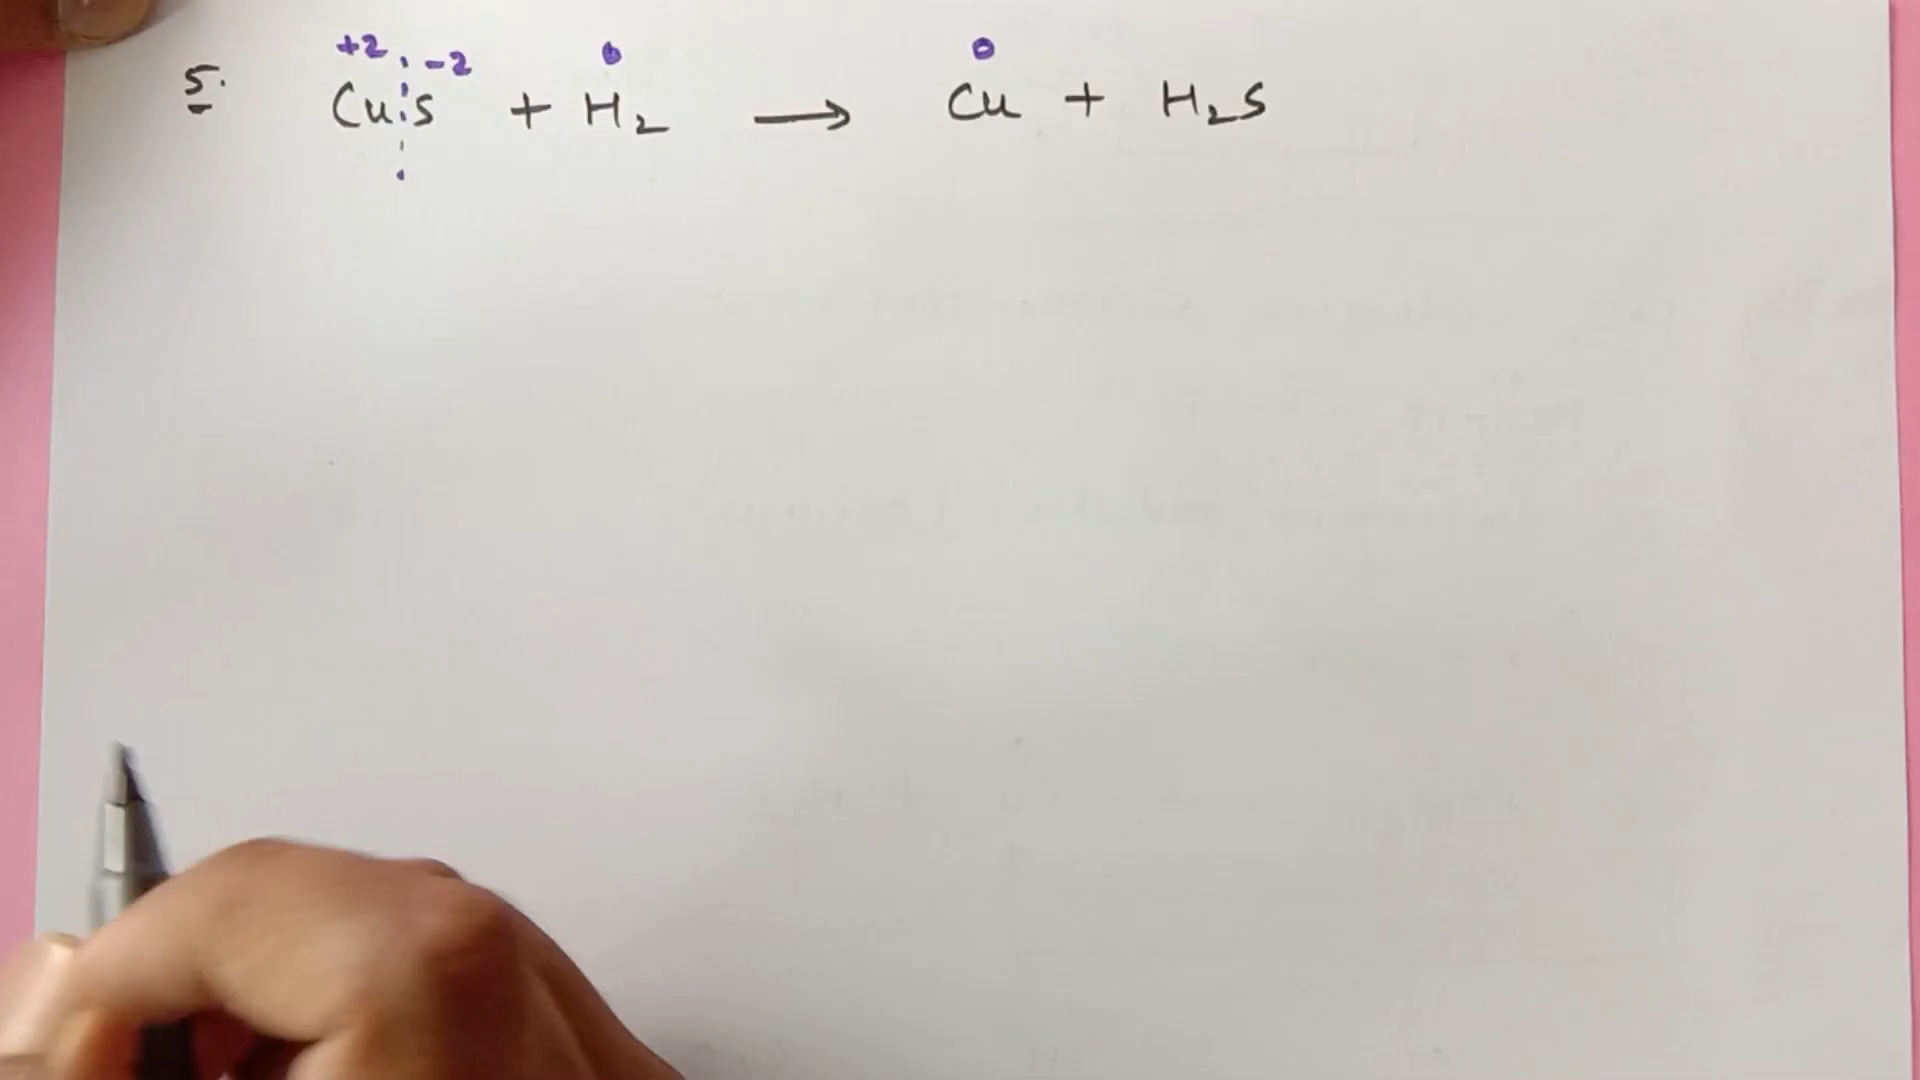 +2 -2 0 0
5. CuS + H₂ → Cu + H₂S